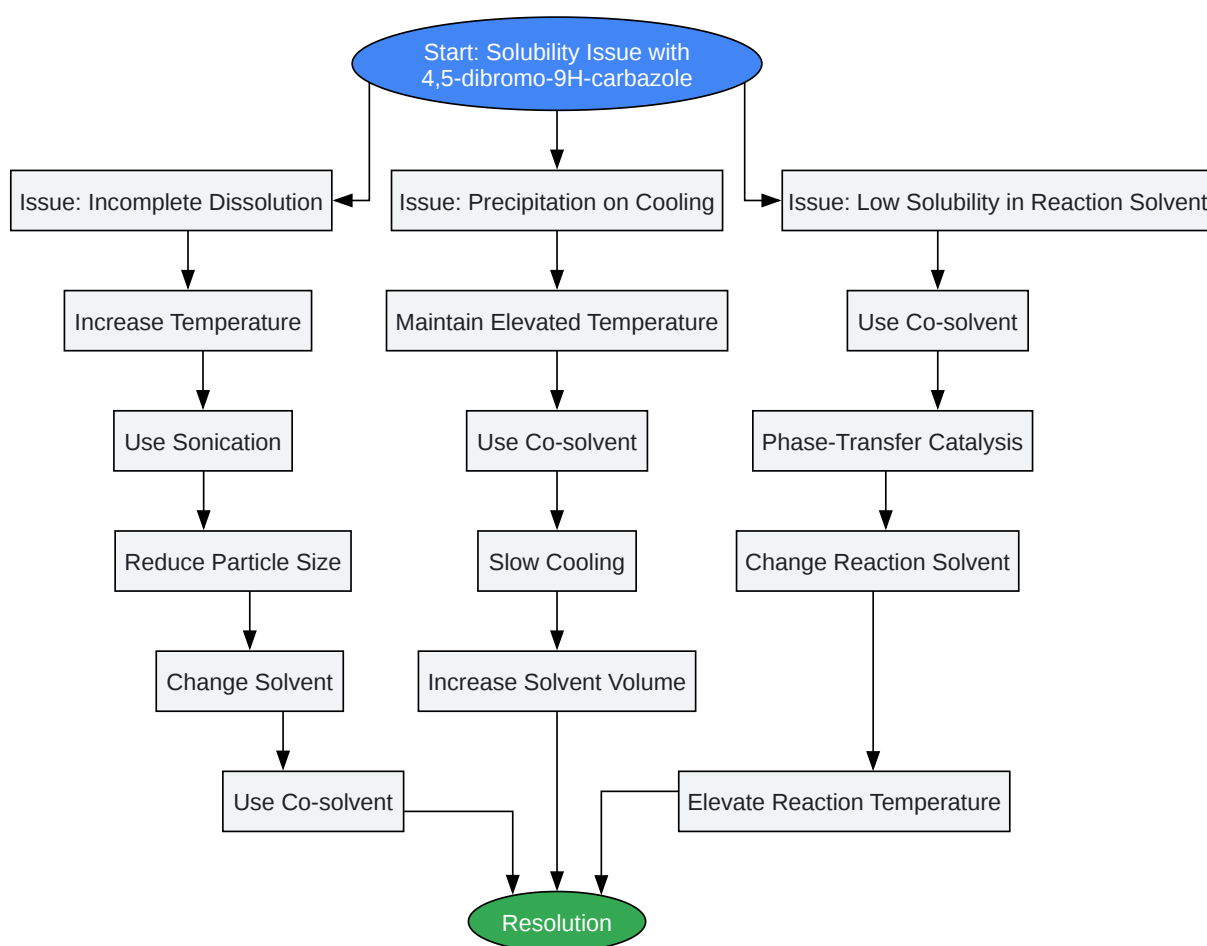 Start: Solubility Issue with
4,5-dibromo-9H-carbazole
Issue: Incomplete Dissolution
Issue: Precipitation on Cooling
Issue: Low Solubility in Reaction Solvent
Increase Temperature
Maintain Elevated Temperature
Use Co-solvent
Use Sonication
Use Co-solvent
Phase-Transfer Catalysis
Reduce Particle Size
Slow Cooling
Change Reaction Solvent
Change Solvent
Increase Solvent Volume
Use Co-solvent
Elevate Reaction Temperature
Resolution